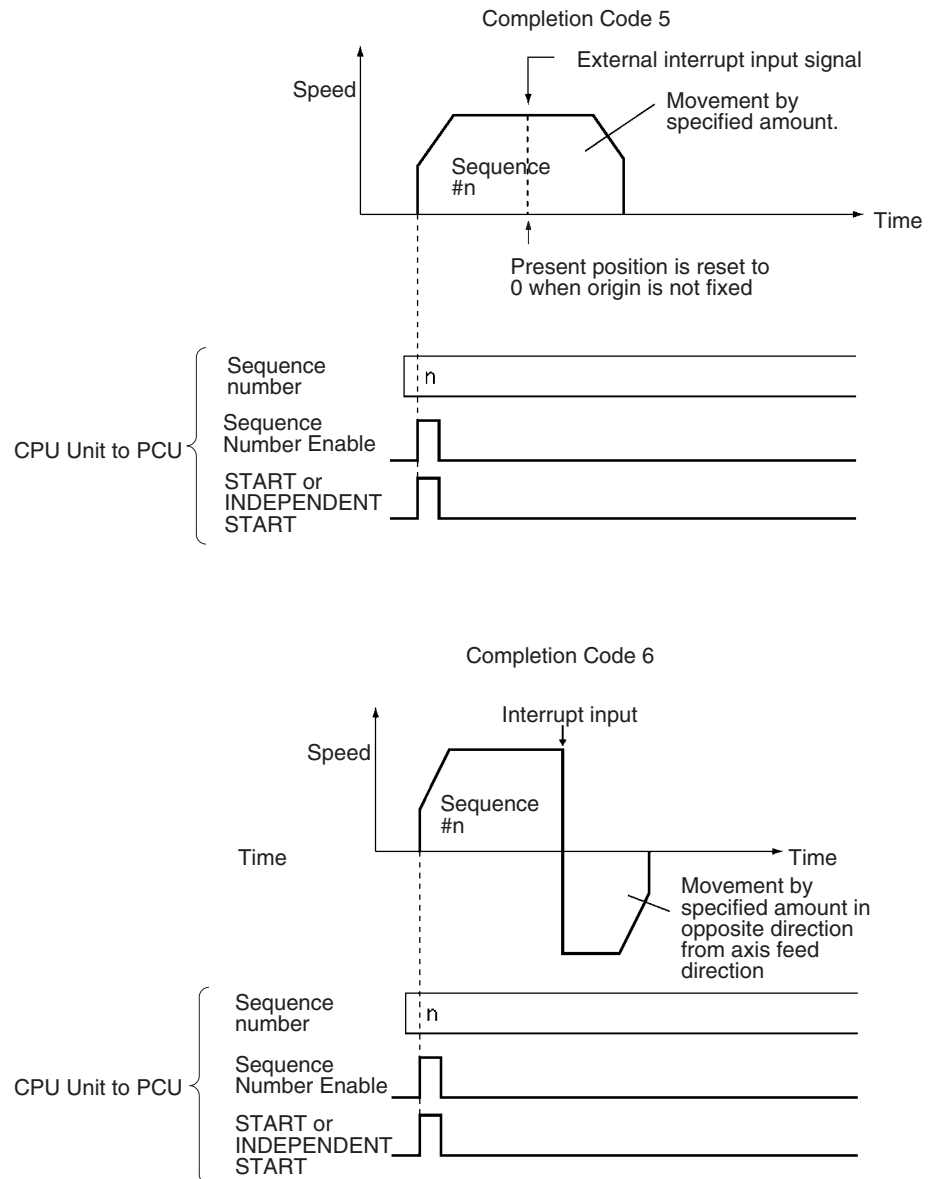 Completion Code 5
External interrupt input signal
Speed
Movement by
specified amount.
Sequence
#n
Time
Present position is reset to
0 when origin is not fixed
Sequence
number
n
Sequence
Number Enable
CPU Unit to PCU
START or
INDEPENDENT
START
Completion Code 6
Interrupt input
Speed
Sequence
#n
Time
Time
Movement by
specified amount in
opposite direction
from axis feed
direction
Sequence
number
n
Sequence
Number Enable
CPU Unit to PCU
START or
INDEPENDENT
START